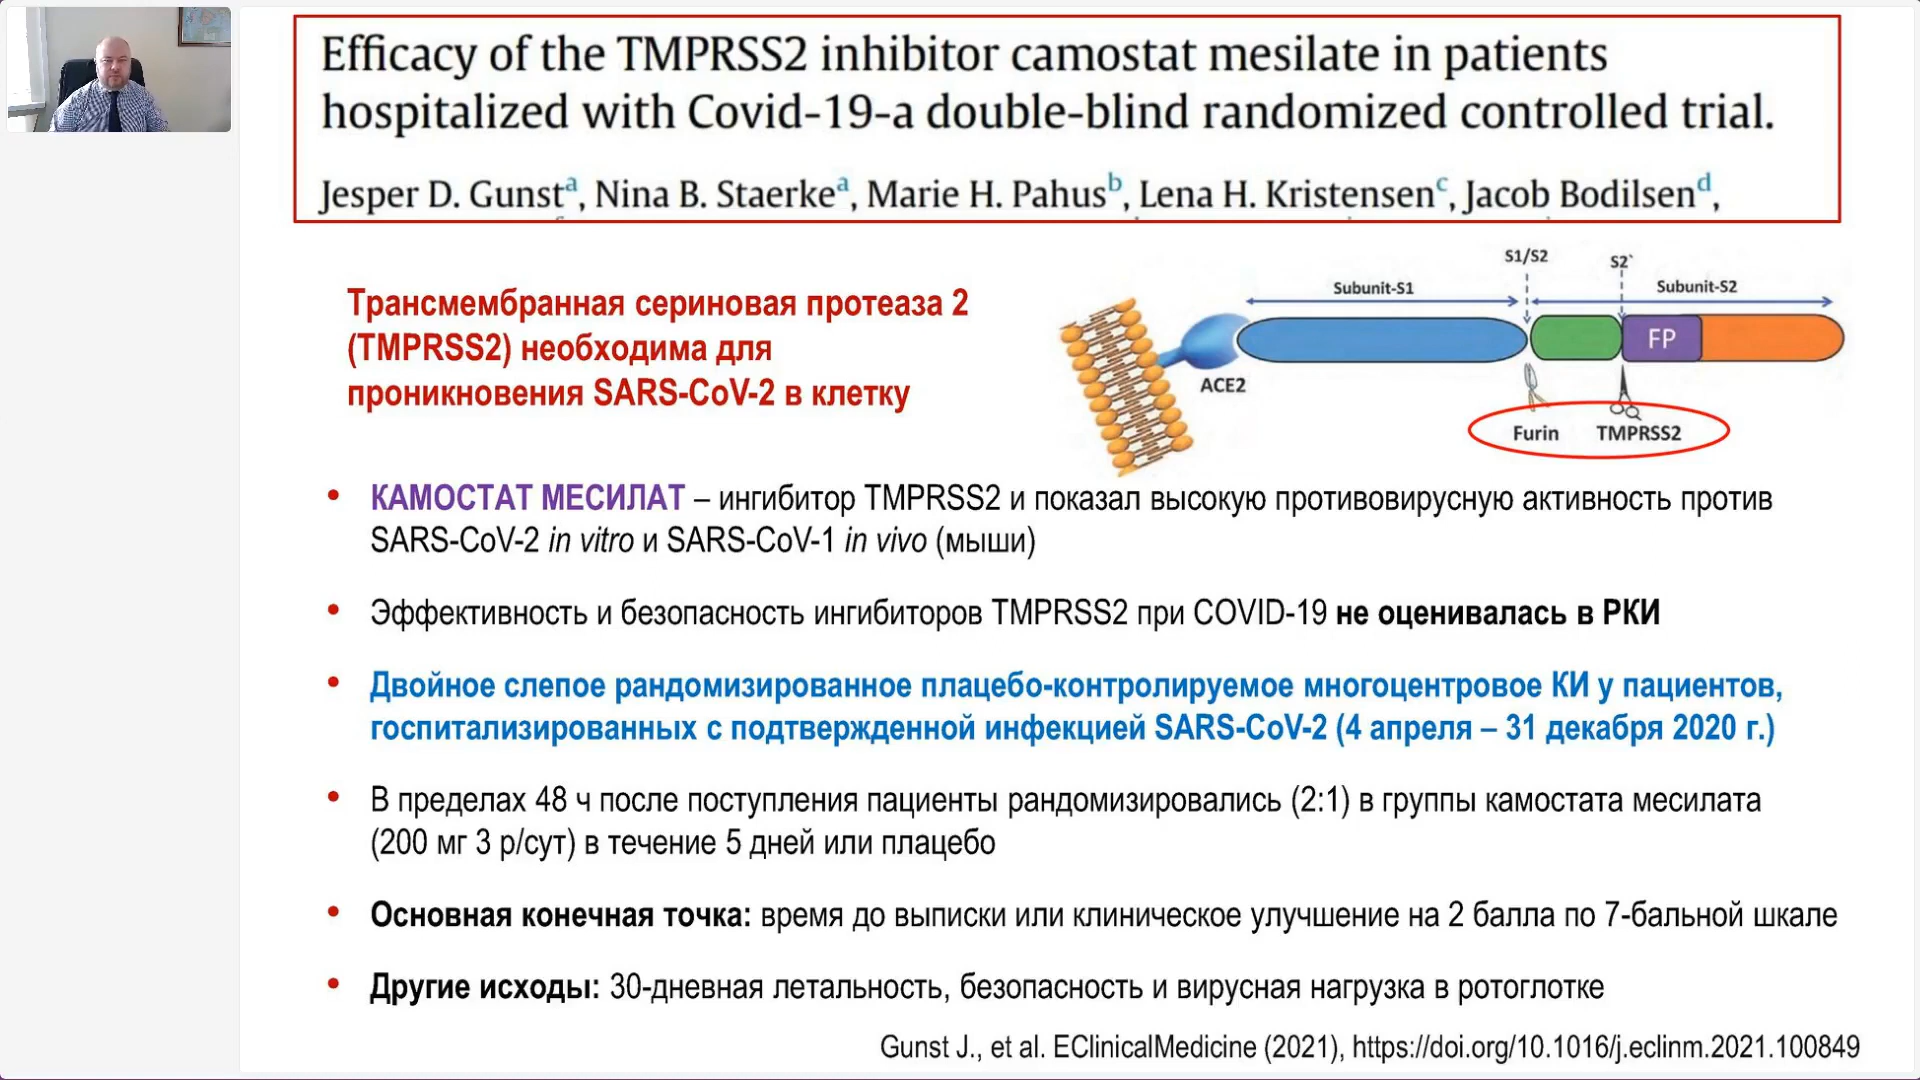 Efficacy of the TMPRSS2 inhibitor camostat mesilate in patients
hospitalized with Covid-19-a double-blind randomized controlled trial.
Jesper D. Gunstᵃ, Nina B. Staerkeᵃ, Marie H. Pahusᵇ, Lena H. Kristensenᶜ, Jacob Bodilsenᵈ,
Трансмембранная сериновая протеаза 2
(TMPRSS2) необходима для
проникновения SARS-CoV-2 в клетку
S1/S2
S2`
Subunit-S1
Subunit-S2
FP
ACE2
Furin
TMPRSS2
• КАМОСТАТ МЕСИЛАТ – ингибитор TMPRSS2 и показал высокую противовирусную активность против
SARS-CoV-2 in vitro и SARS-CoV-1 in vivo (мыши)
• Эффективность и безопасность ингибиторов TMPRSS2 при COVID-19 не оценивалась в РКИ
• Двойное слепое рандомизированное плацебо-контролируемое многоцентровое КИ у пациентов,
госпитализированных с подтвержденной инфекцией SARS-CoV-2 (4 апреля – 31 декабря 2020 г.)
• В пределах 48 ч после поступления пациенты рандомизировались (2:1) в группы камостата месилата
(200 мг 3 р/сут) в течение 5 дней или плацебо
• Основная конечная точка: время до выписки или клиническое улучшение на 2 балла по 7-бальной шкале
• Другие исходы: 30-дневная летальность, безопасность и вирусная нагрузка в ротоглотке
Gunst J., et al. EClinicalMedicine (2021), https://doi.org/10.1016/j.eclinm.2021.100849